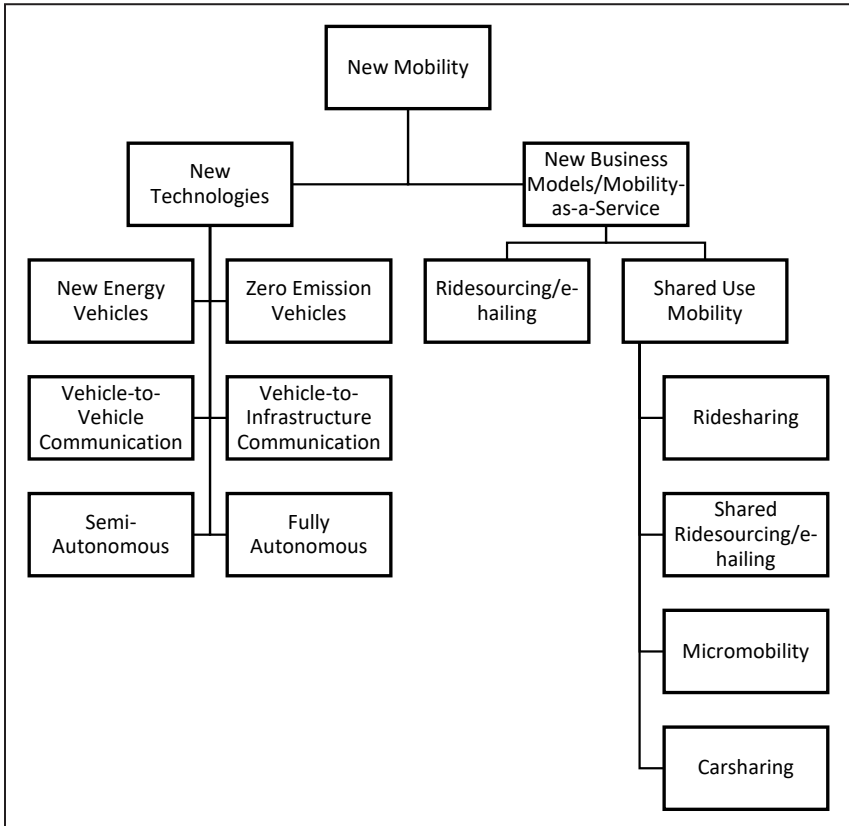 New Mobility
New
Technologies
New Business
Models/Mobility-
as-a-Service
New Energy
Vehicles
Zero Emission
Vehicles
Ridesourcing/e-
hailing
Shared Use
Mobility
Vehicle-to-
Vehicle
Communication
Vehicle-to-
Infrastructure
Communication
Ridesharing
Semi-
Autonomous
Fully
Autonomous
Shared
Ridesourcing/e-
hailing
Micromobility
Carsharing